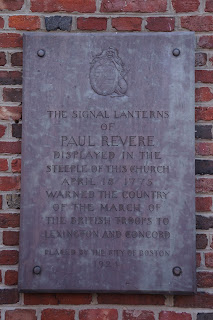 THE SIGNAL LANTERNS
OF
PAUL REVERE
DISPLAYED IN THE
STEEPLE OF THIS CHURCH
APRIL 18 1775
WARNED THE COUNTRY
OF THE MARCH OF
THE BRITISH TROOPS TO
LEXINGTON AND CONCORD
PLACED BY THE CITY OF BOSTON